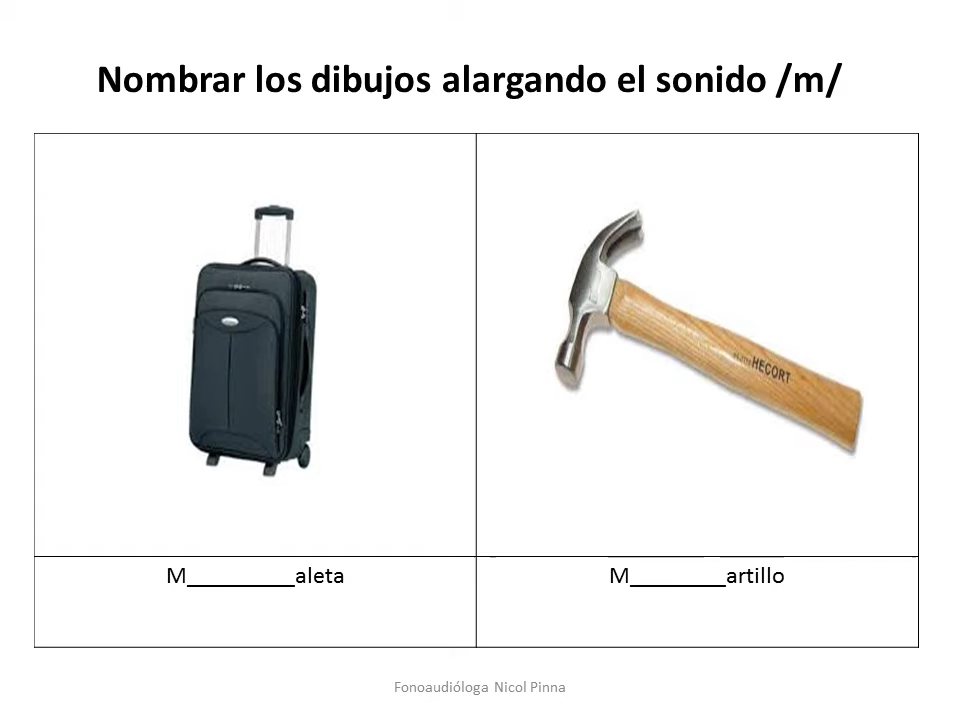 Nombrar los dibujos alargando el sonido /m/
HECORT
M_________aleta
M________artillo
Fonoaudióloga Nicol Pinna